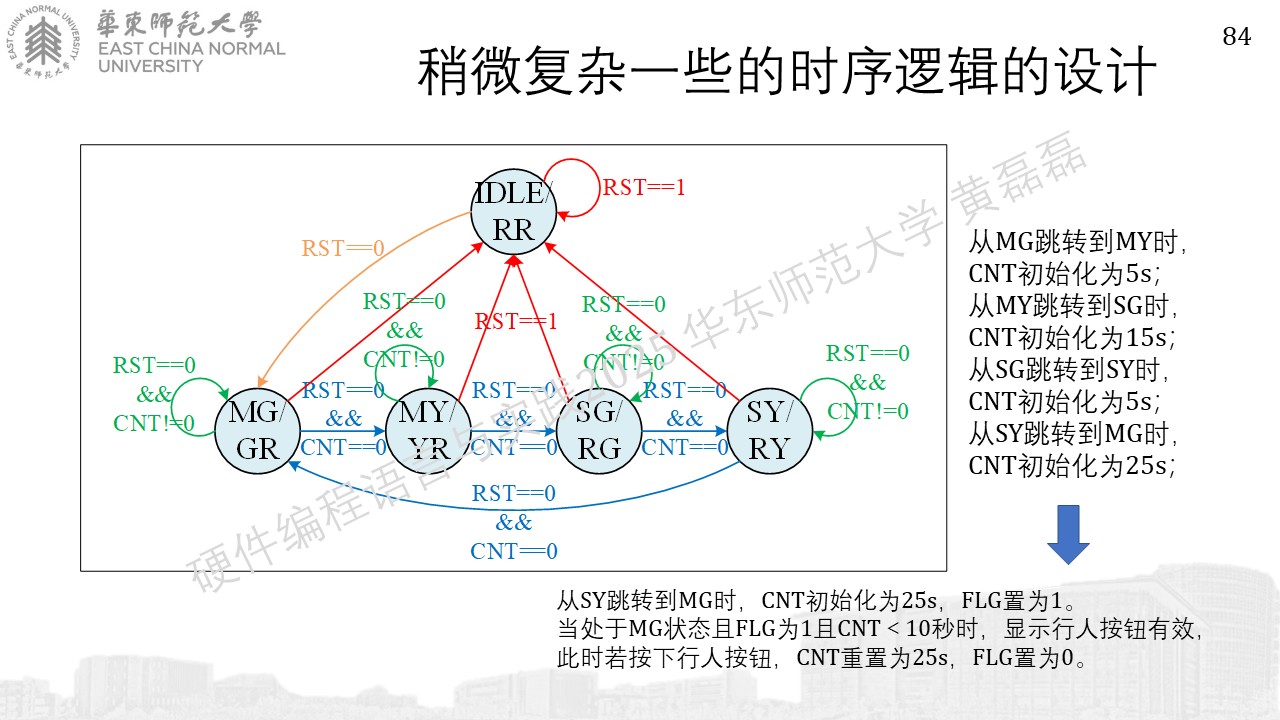 EAST CHINA NORMAL UNIVERSITY
華東師范大學
華東師范大學
EAST CHINA NORMAL
UNIVERSITY
84
稍微复杂一些的时序逻辑的设计
IDLE/
RR
RST==1
RST==0
RST==0
&&
CNT!=0
RST==1
RST==0
&&
CNT!=0
RST==0
&&
CNT!=0
MG/
GR
RST==0
&&
CNT==0
MY/
YR
RST==0
&&
CNT==0
SG/
RG
RST==0
&&
CNT==0
SY/
RY
RST==0
&&
CNT!=0
RST==0
&&
CNT==0
硬件编程语言与实践2025 华东师范大学 黄磊磊
从MG跳转到MY时，
CNT初始化为5s；
从MY跳转到SG时，
CNT初始化为15s；
从SG跳转到SY时，
CNT初始化为5s；
从SY跳转到MG时，
CNT初始化为25s；
从SY跳转到MG时，CNT初始化为25s，FLG置为1。
当处于MG状态且FLG为1且CNT < 10秒时，显示行人按钮有效，
此时若按下行人按钮，CNT重置为25s，FLG置为0。